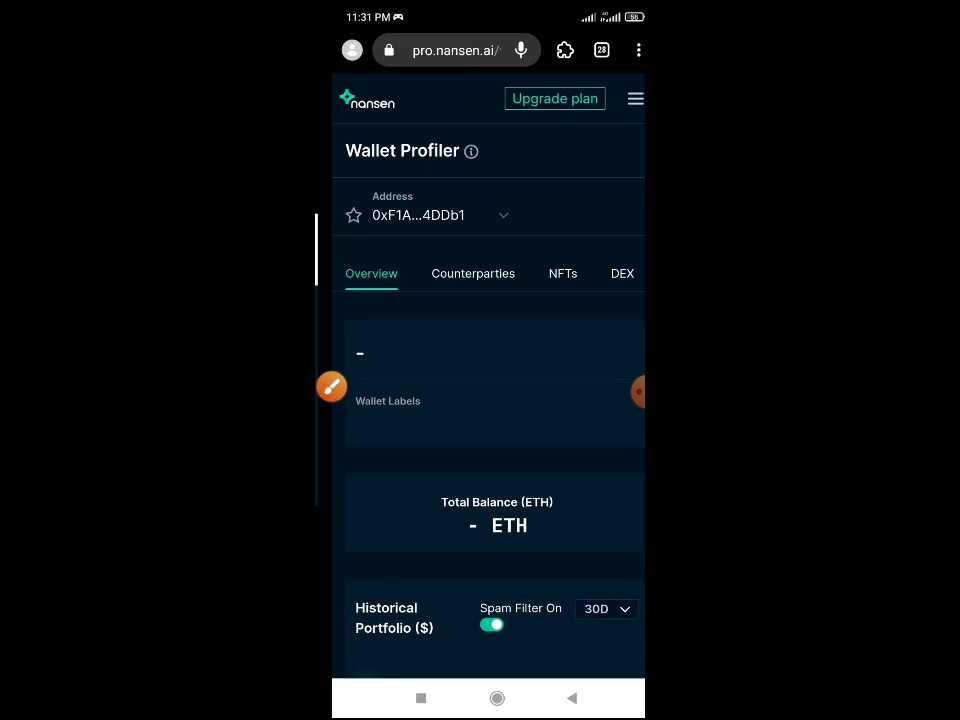 11:31 PM
58
pro.nansen.ai/
28
nansen
Upgrade plan
Wallet Profiler
Address
0xF1A...4DDb1
Overview Counterparties NFTs DEX
-
Wallet Labels
Total Balance (ETH)
- ETH
Historical
Portfolio ($)
Spam Filter On
30D